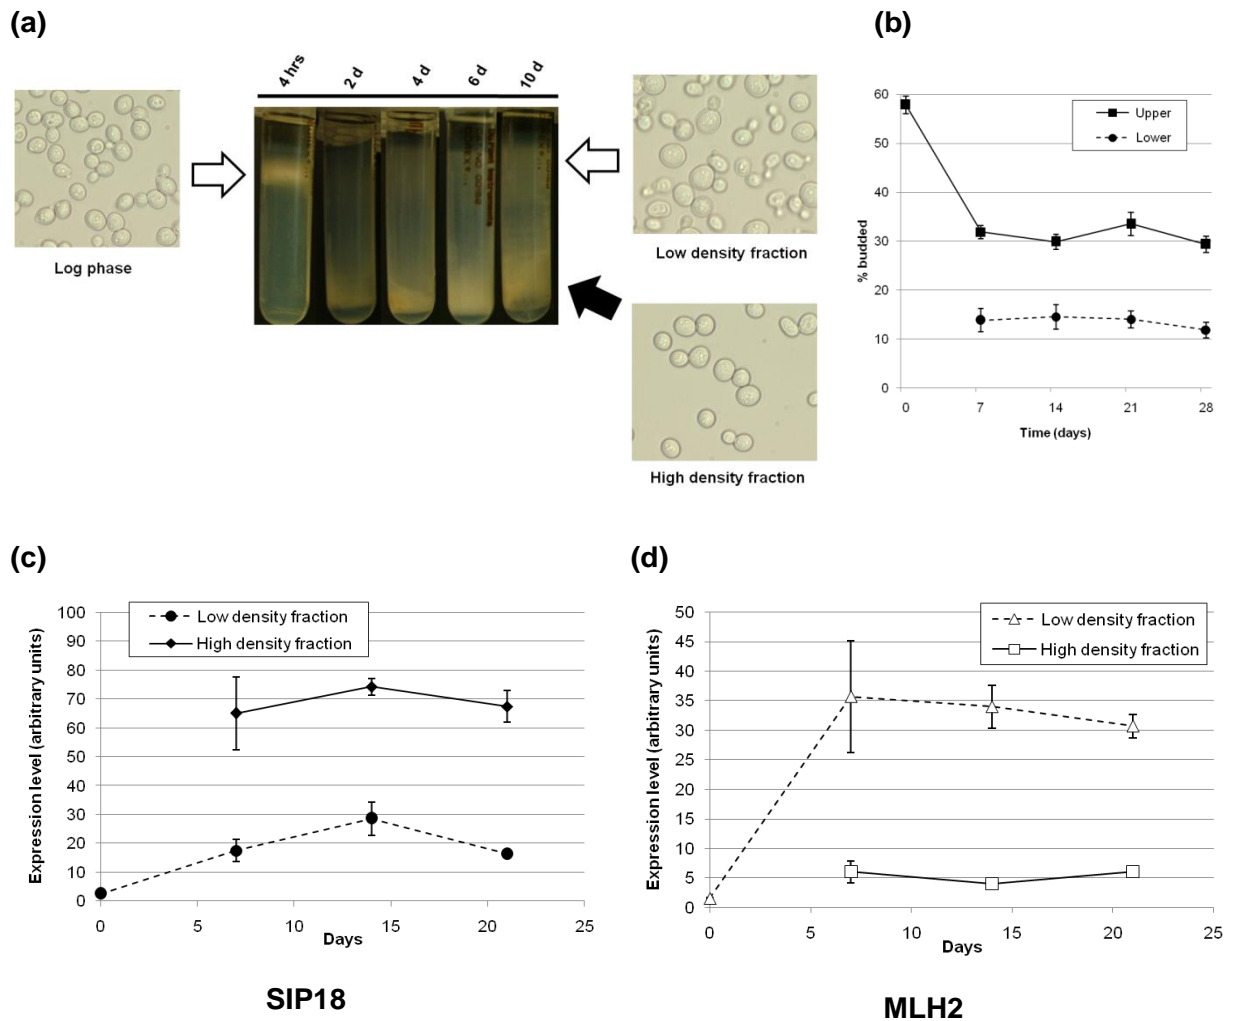 (a)
(b)
4 hrs
2 d
4 d
6 d
10 d
Log phase
Low density fraction
High density fraction
60
50
40
30
20
10
0
% budded
Upper
Lower
0
7
14
21
28
Time (days)
(c)
(d)
100
90
80
70
60
50
40
30
20
10
0
Expression level (arbitrary units)
Low density fraction
High density fraction
0
5
10
15
20
25
Days
SIP18
50
45
40
35
30
25
20
15
10
5
0
Expression level (arbitrary units)
Low density fraction
High density fraction
0
5
10
15
20
25
Days
MLH2